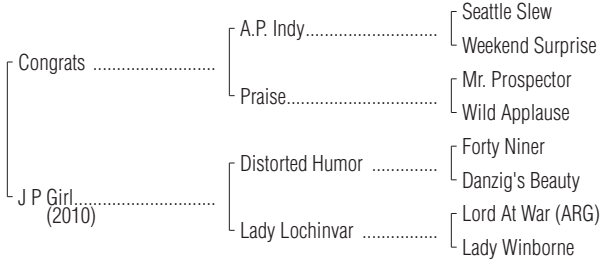 Seattle Slew
A.P. Indy
Weekend Surprise
Congrats
Mr. Prospector
Praise
Wild Applause
Forty Niner
Distorted Humor
Danzig's Beauty
J P Girl
(2010)
Lord At War (ARG)
Lady Lochinvar
Lady Winborne